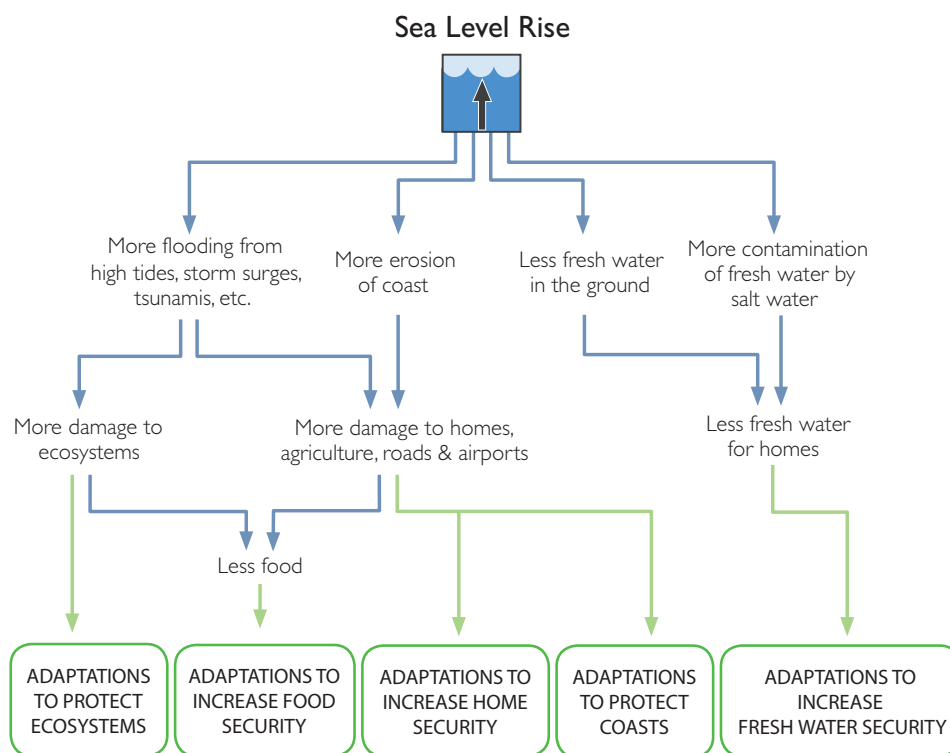 Sea Level Rise
More flooding from
high tides, storm surges,
tsunamis, etc.
More erosion
of coast
Less fresh water
in the ground
More contamination
of fresh water by
salt water
More damage to
ecosystems
More damage to homes,
agriculture, roads & airports
Less fresh water
for homes
Less food
ADAPTATIONS
TO PROTECT
ECOSYSTEMS
ADAPTATIONS TO
INCREASE FOOD
SECURITY
ADAPTATIONS TO
INCREASE HOME
SECURITY
ADAPTATIONS
TO PROTECT
COASTS
ADAPTATIONS TO
INCREASE
FRESH WATER SECURITY